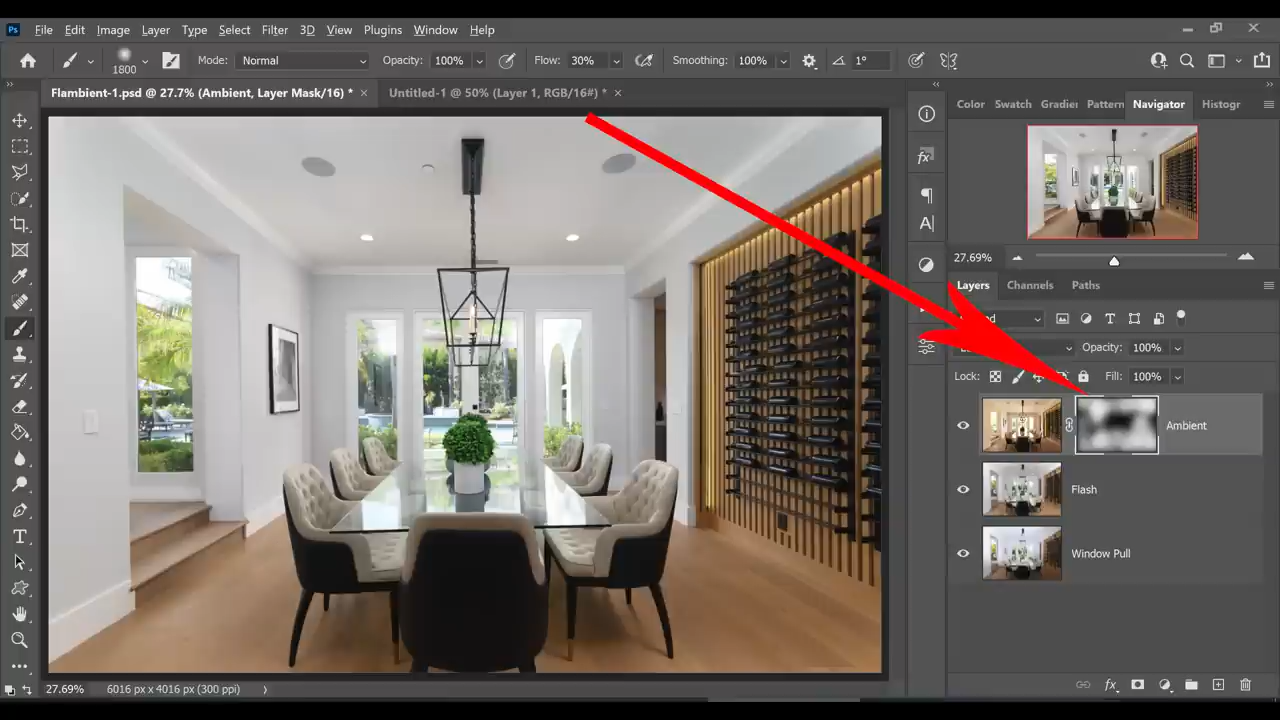 Ps File Edit Image Layer Type Select Filter 3D View Plugins Window Help
1800 Mode: Normal Opacity: 100% Flow: 30% Smoothing: 100% 1°
Flambient-1.psd @ 27.7% (Ambient, Layer Mask/16) * × Untitled-1 @ 50% (Layer 1, RGB/16#) * ×
Color Swatch Gradie Pattern Navigator Histogr
27.69%
Layers Channels Paths
Opacity: 100%
Lock: Fill: 100%
Ambient
Flash
Window Pull
27.69% 6016 px x 4016 px (300 ppi)